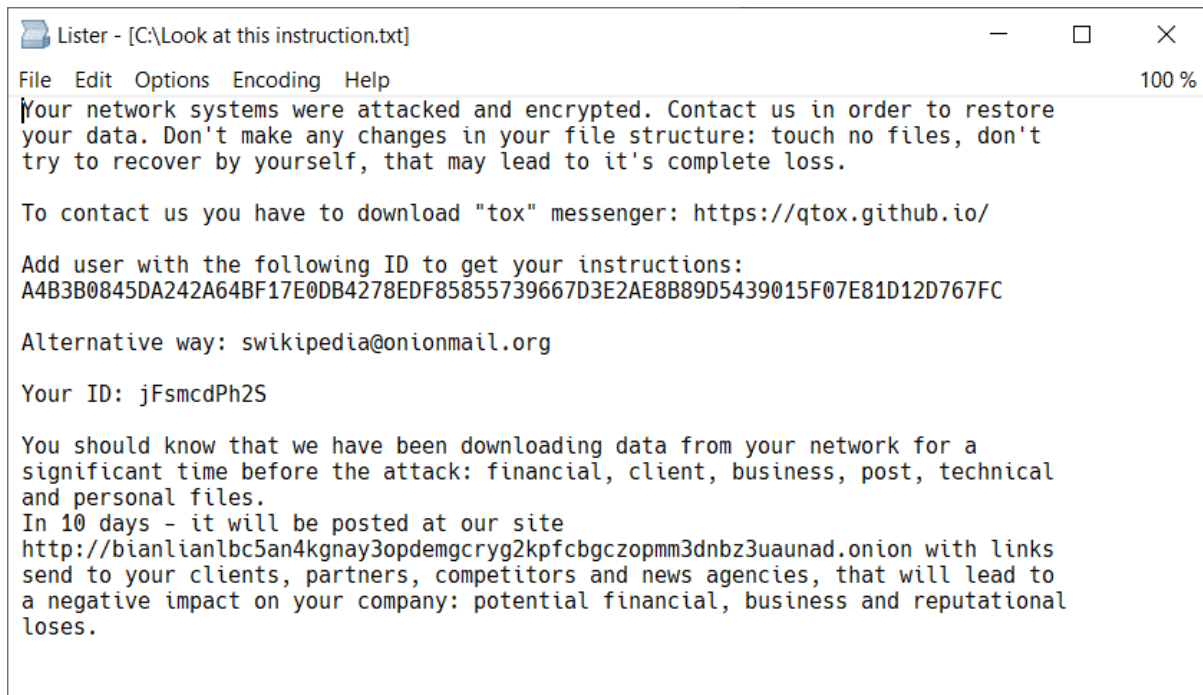 Lister - [C:\Look at this instruction.txt]
File Edit Options Encoding Help 100 %
Your network systems were attacked and encrypted. Contact us in order to restore
your data. Don't make any changes in your file structure: touch no files, don't
try to recover by yourself, that may lead to it's complete loss.
To contact us you have to download "tox" messenger: https://qtox.github.io/
Add user with the following ID to get your instructions:
A4B3B0845DA242A64BF17E0DB4278EDF85855739667D3E2AE8B89D5439015F07E81D12D767FC
Alternative way: swikipedia@onionmail.org
Your ID: jFsmcdPh2S
You should know that we have been downloading data from your network for a
significant time before the attack: financial, client, business, post, technical
and personal files.
In 10 days - it will be posted at our site
http://bianlianlbc5an4kgnay3opdemgcryg2kpfcbgczopmm3dnbz3uaunad.onion with links
send to your clients, partners, competitors and news agencies, that will lead to
a negative impact on your company: potential financial, business and reputational
loses.